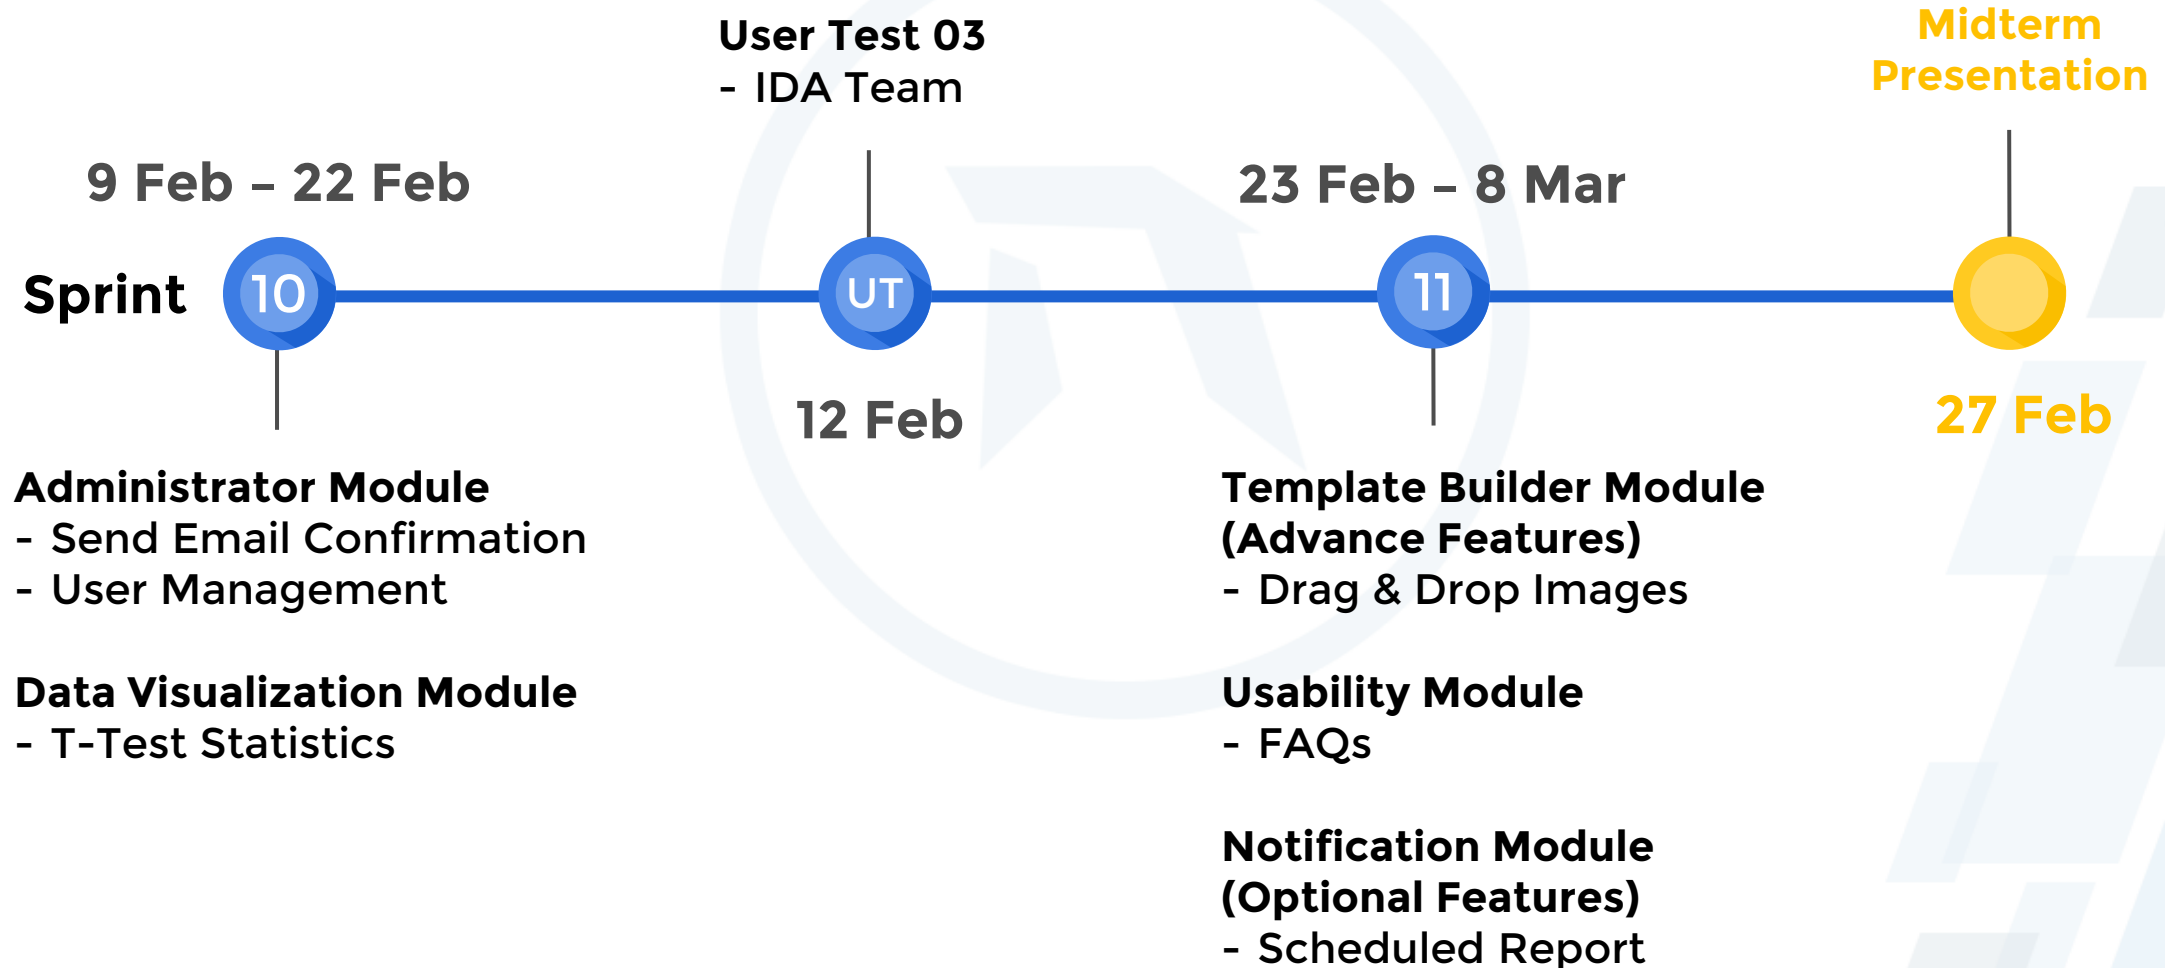 User Test 03
- IDA Team
Midterm
Presentation
9 Feb – 22 Feb
23 Feb – 8 Mar
Sprint
10
UT
11
12 Feb
27 Feb
Administrator Module
- Send Email Confirmation
- User Management
Data Visualization Module
- T-Test Statistics
Template Builder Module
(Advance Features)
- Drag & Drop Images
Usability Module
- FAQs
Notification Module
(Optional Features)
- Scheduled Report